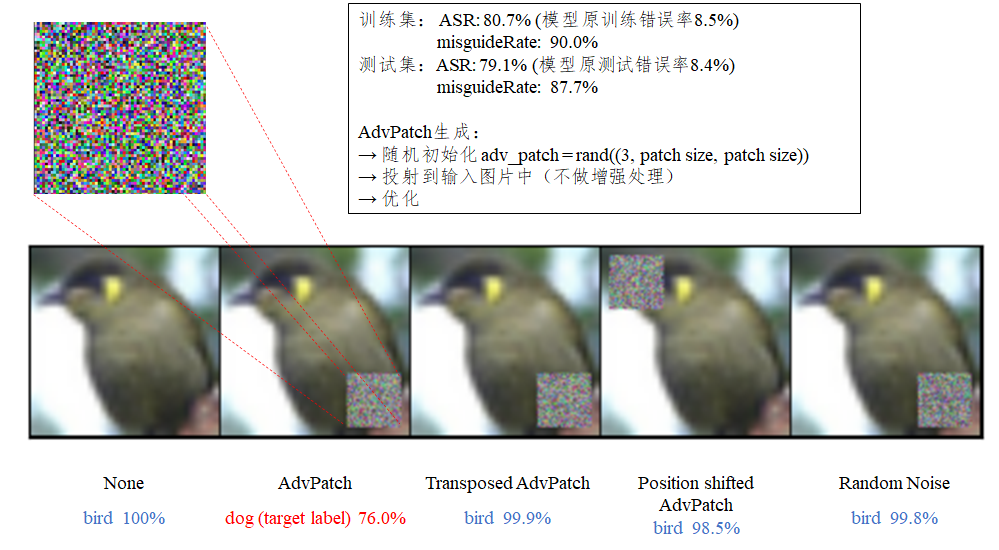 训练集： ASR: 80.7% (模型原训练错误率8.5%)
misguideRate: 90.0%
测试集： ASR: 79.1% (模型原测试错误率8.4%)
misguideRate: 87.7%
AdvPatch生成：
→ 随机初始化 adv_patch = rand((3, patch size, patch size))
→ 投射到输入图片中（不做增强处理）
→ 优化
None
bird 100%
AdvPatch
dog (target label) 76.0%
Transposed AdvPatch
bird 99.9%
Position shifted
AdvPatch
bird 98.5%
Random Noise
bird 99.8%